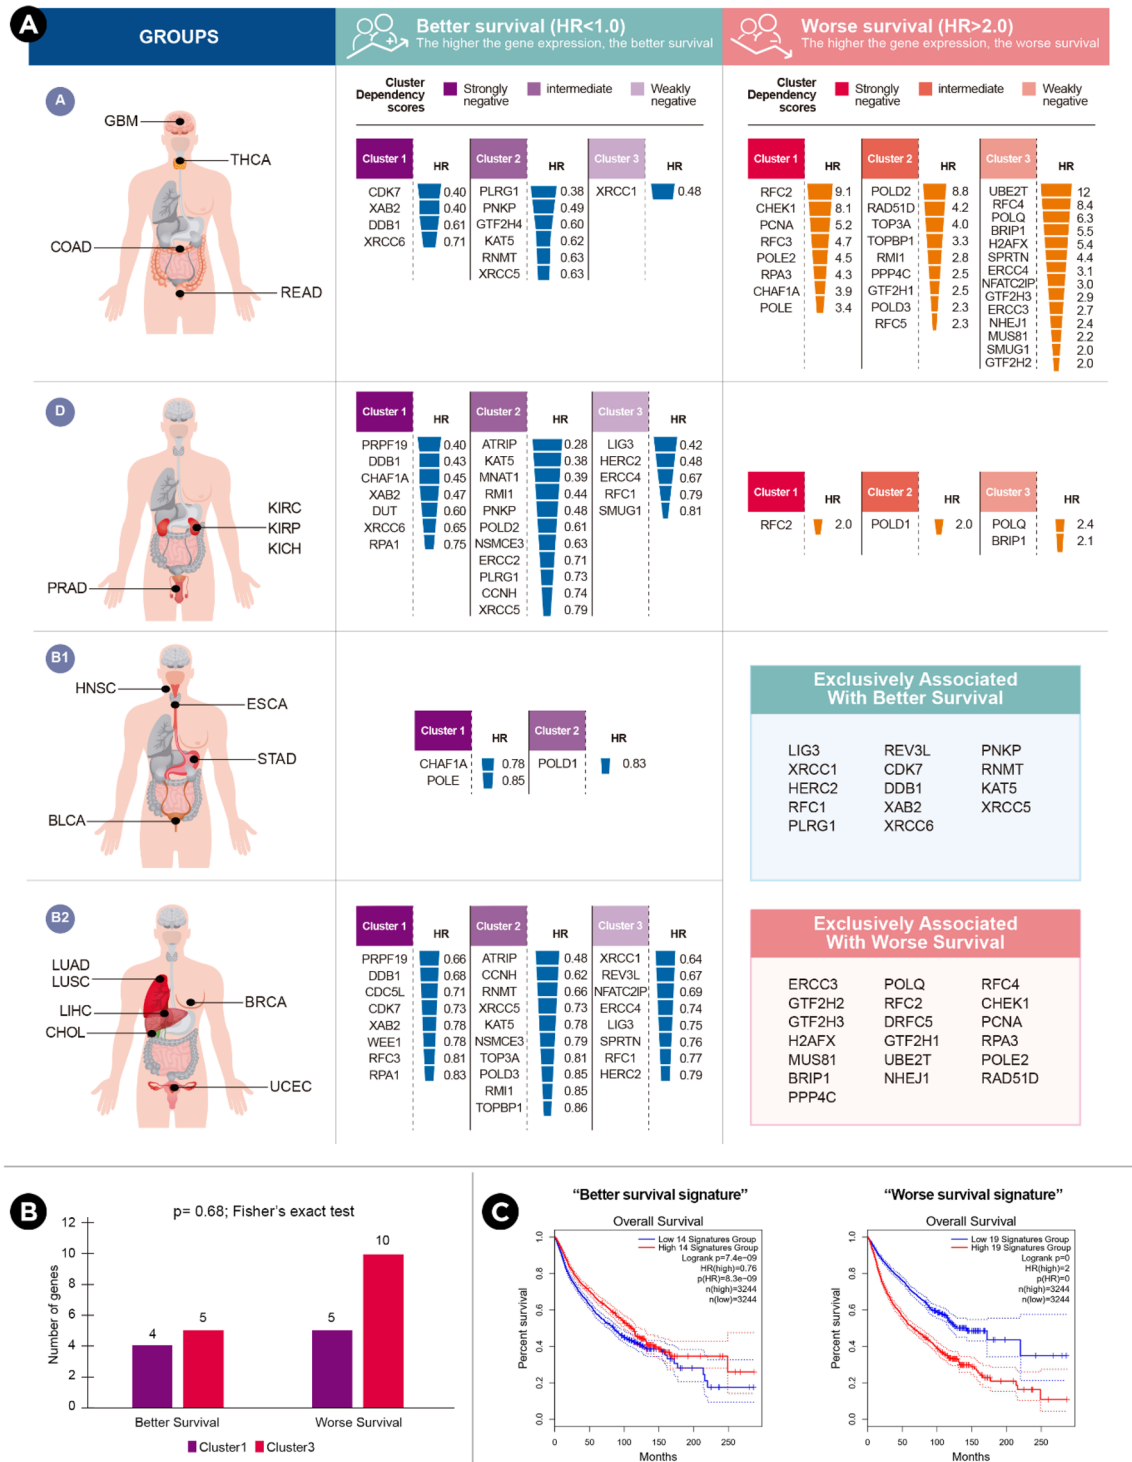 A
GROUPS
Better survival (HR<1.0)
The higher the gene expression, the better survival
Worse survival (HR>2.0)
The higher the gene expression, the worse survival
A
GBM
THCA
COAD
READ
Cluster Dependency scores
Strongly negative
intermediate
Weakly negative
Cluster 1 HR
CDK7 0.40
XAB2 0.40
DDB1 0.61
XRCC6 0.71
Cluster 2 HR
PLRG1 0.38
PNKP 0.49
GTF2H4 0.60
KAT5 0.62
RNMT 0.63
XRCC5 0.63
Cluster 3 HR
XRCC1 0.48
Cluster Dependency scores
Strongly negative
intermediate
Weakly negative
Cluster 1 HR
RFC2 9.1
CHEK1 8.1
PCNA 5.2
RFC3 4.7
POLE2 4.5
RPA3 4.3
CHAF1A 3.9
POLE 3.4
Cluster 2 HR
POLD2 8.8
RAD51D 4.2
TOP3A 4.0
TOPBP1 3.3
RMI1 2.8
PPP4C 2.5
GTF2H1 2.5
POLD3 2.3
RFC5 2.3
Cluster 3 HR
UBE2T 12
RFC4 8.4
POLQ 6.3
BRIP1 5.5
H2AFX 5.4
SPRTN 4.4
ERCC4 3.1
NFATC2IP 3.0
GTF2H3 2.9
ERCC3 2.7
NHEJ1 2.4
MUS81 2.2
SMUG1 2.0
GTF2H2 2.0
D
KIRC
KIRP
KICH
PRAD
Cluster 1 HR
PRPF19 0.40
DDB1 0.43
CHAF1A 0.45
XAB2 0.47
DUT 0.60
XRCC6 0.65
RPA1 0.75
Cluster 2 HR
ATRIP 0.28
KAT5 0.38
MNAT1 0.39
RMI1 0.44
PNKP 0.48
POLD2 0.61
NSMCE3 0.63
ERCC2 0.71
PLRG1 0.73
CCNH 0.74
XRCC5 0.79
Cluster 3 HR
LIG3 0.42
HERC2 0.48
ERCC4 0.67
RFC1 0.79
SMUG1 0.81
Cluster 1 HR
RFC2 2.0
Cluster 2 HR
POLD1 2.0
Cluster 3 HR
POLQ 2.4
BRIP1 2.1
B1
HNSC
ESCA
STAD
BLCA
Cluster 1 HR
CHAF1A 0.78
POLE 0.85
Cluster 2 HR
POLD1 0.83
Exclusively Associated
With Better Survival
LIG3 REV3L PNKP
XRCC1 CDK7 RNMT
HERC2 DDB1 KAT5
RFC1 XAB2 XRCC5
PLRG1 XRCC6
B2
LUAD
LUSC
LIHC
CHOL
BRCA
UCEC
Cluster 1 HR
PRPF19 0.66
DDB1 0.68
CDC5L 0.71
CDK7 0.73
XAB2 0.78
WEE1 0.78
RFC3 0.81
RPA1 0.83
Cluster 2 HR
ATRIP 0.48
CCNH 0.62
RNMT 0.66
XRCC5 0.73
KAT5 0.78
NSMCE3 0.79
TOP3A 0.81
POLD3 0.85
RMI1 0.85
TOPBP1 0.86
Cluster 3 HR
XRCC1 0.64
REV3L 0.67
NFATC2IP 0.69
ERCC4 0.74
LIG3 0.75
SPRTN 0.76
RFC1 0.77
HERC2 0.79
Exclusively Associated
With Worse Survival
ERCC3 POLQ RFC4
GTF2H2 RFC2 CHEK1
GTF2H3 DRFC5 PCNA
H2AFX GTF2H1 RPA3
MUS81 UBE2T POLE2
BRIP1 NHEJ1 RAD51D
PPP4C
B
p= 0.68; Fisher's exact test
Number of genes
12
10
8
6
4
2
0
4
5
5
10
Better Survival
Worse Survival
Cluster1
Cluster3
C
“Better survival signature”
Overall Survival
Low 14 Signatures Group
High 14 Signatures Group
Logrank p=7.4e-09
HR(high)=0.76
p(HR)=8.3e-09
n(high)=3244
n(low)=3244
Percent survival
1.0
0.8
0.6
0.4
0.2
0.0
0 50 100 150 200 250
Months
“Worse survival signature”
Overall Survival
Low 19 Signatures Group
High 19 Signatures Group
Logrank p=0
HR(high)=2
p(HR)=0
n(high)=3244
n(low)=3244
Percent survival
1.0
0.8
0.6
0.4
0.2
0.0
0 50 100 150 200 250
Months